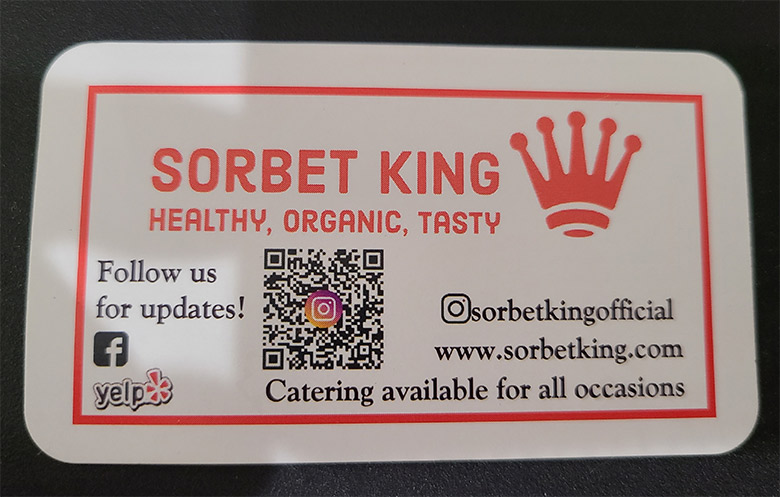 SORBET KING
HEALTHY, ORGANIC, TASTY
Follow us
for updates!
yelp
sorbetkingofficial
www.sorbetking.com
Catering available for all occasions